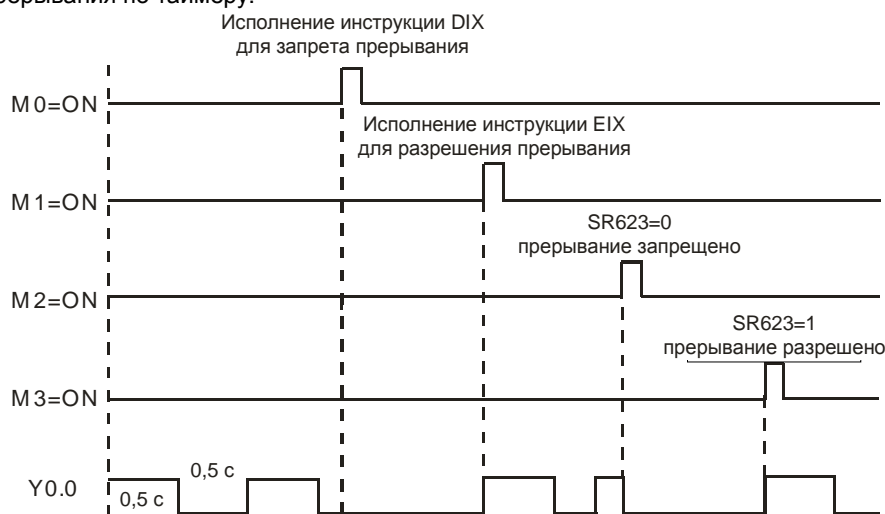 прерывания по таймеру.
Исполнение инструкции DIX
для запрета прерывания
M0=ON
Исполнение инструкции EIX
для разрешения прерывания
M1=ON
SR623=0
прерывание запрещено
M2=ON
SR623=1
прерывание разрешено
M3=ON
0,5 с
Y0.0
0,5 с